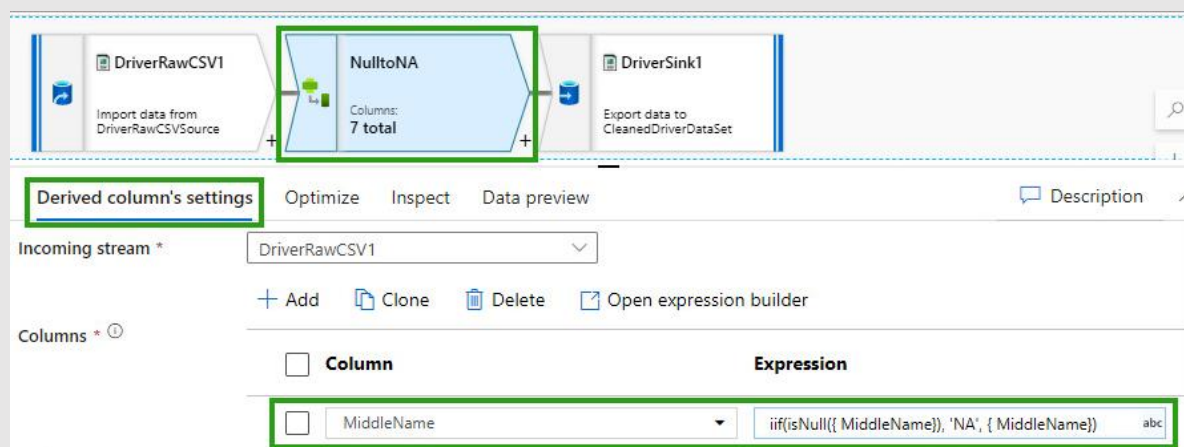 DriverRawCSV1
Import data from
DriverRawCSVSource
+
NulltoNA
Columns:
7 total
+
DriverSink1
Export data to
CleanedDriverDataSet
Derived column's settings Optimize Inspect Data preview Description
Incoming stream * DriverRawCSV1
+ Add Clone Delete Open expression builder
Columns *
Column Expression
MiddleName iif(isNull({ MiddleName}), 'NA', { MiddleName}) abc